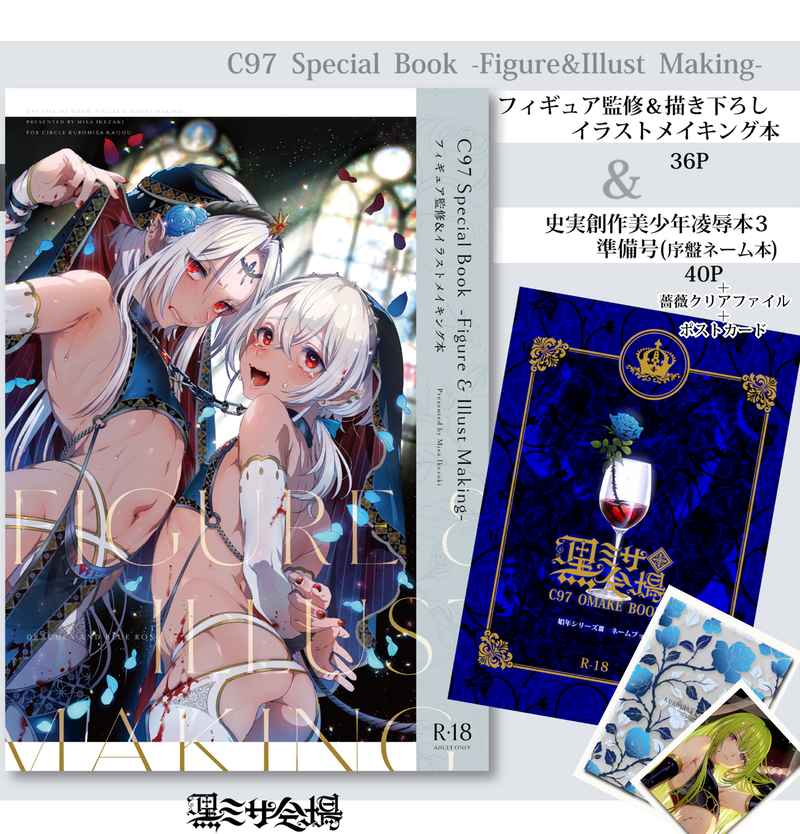 C97 Special Book -Figure&Illust Making-
フィギュア監修＆描き下ろし
イラストメイキング本
36P
&
史実創作美少年凌辱本3
準備号(序盤ネーム本)
40P
+
薔薇クリアファイル
+
ポストカード
PRESENTED BY MISA IKEZAKI
FOR CIRCLE KUROMISA KAIJOU
C97 Special Book -Figure & Illust Making-
フィギュア監修&イラストメイキング本
Presented by Misa Ikezaki
FIGURE &
ILLUST
MAKING
R·18
ADULT ONLY
黒ミサ会場
C97 OMAKE BOOK
R-18
黒ミサ会場